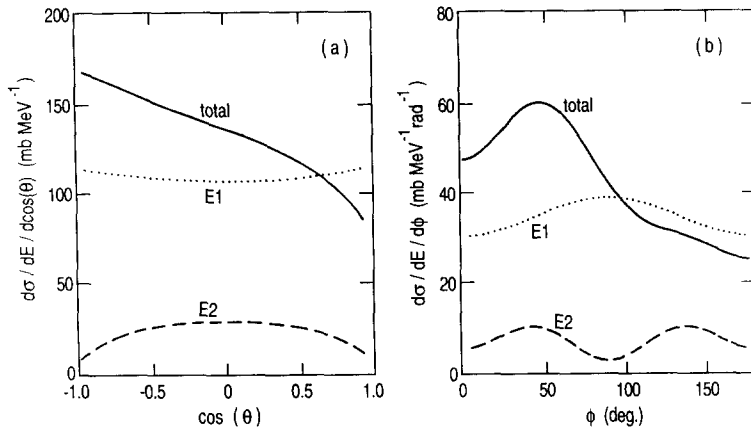 200
150
100
50
0
dσ / dE / dcos(θ) (mb MeV⁻¹)
(a)
total
E1
E2
-1.0 -0.5 0 0.5 1.0
cos (θ)
80
60
40
20
0
dσ / dE / dϕ (mb MeV⁻¹rad⁻¹)
(b)
total
E1
E2
0 50 100 150
ϕ (deg.)